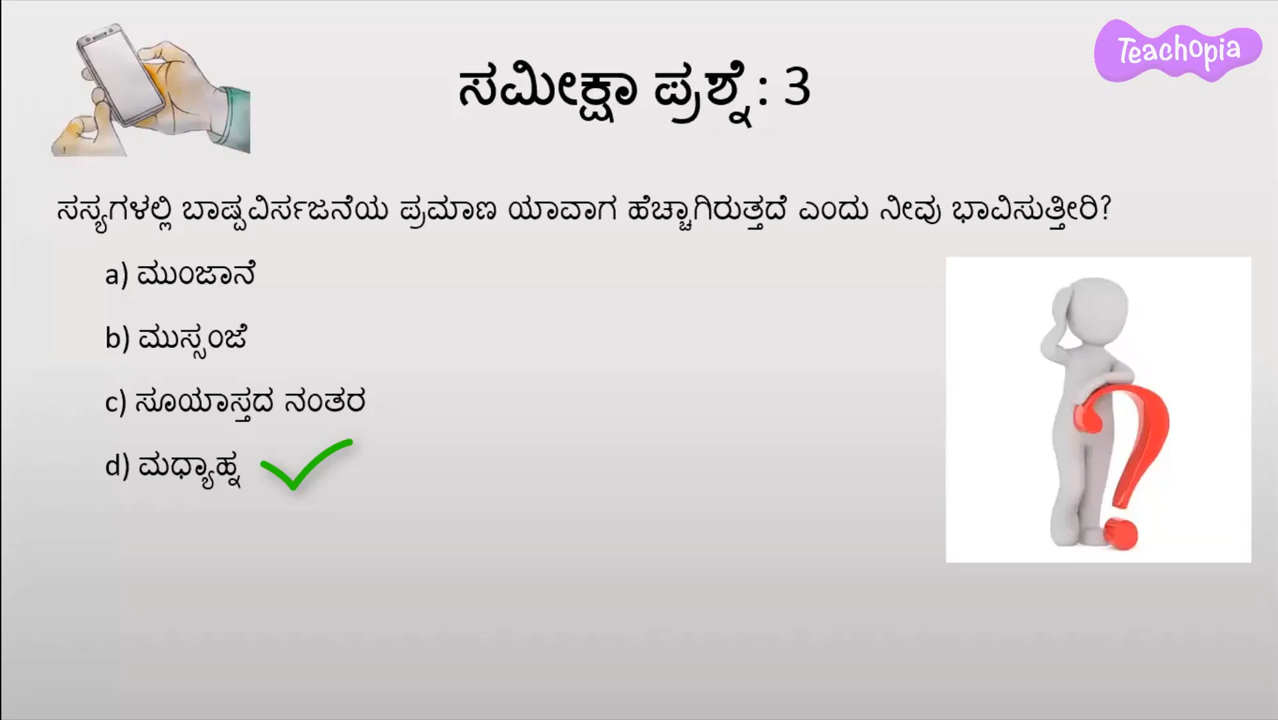 Teachopia
ಸಮೀಕ್ಷಾ ಪ್ರಶ್ನೆ: 3
ಸಸ್ಯಗಳಲ್ಲಿ ಬಾಷ್ಪವಿರ್ಸಜನೆಯ ಪ್ರಮಾಣ ಯಾವಾಗ ಹೆಚ್ಚಾಗಿರುತ್ತದೆ ಎಂದು ನೀವು ಭಾವಿಸುತ್ತೀರಿ?
a) ಮುಂಜಾನೆ
b) ಮುಸ್ಸಂಜೆ
c) ಸೂಯಾಸ್ತದ ನಂತರ
d) ಮಧ್ಯಾಹ್ನ